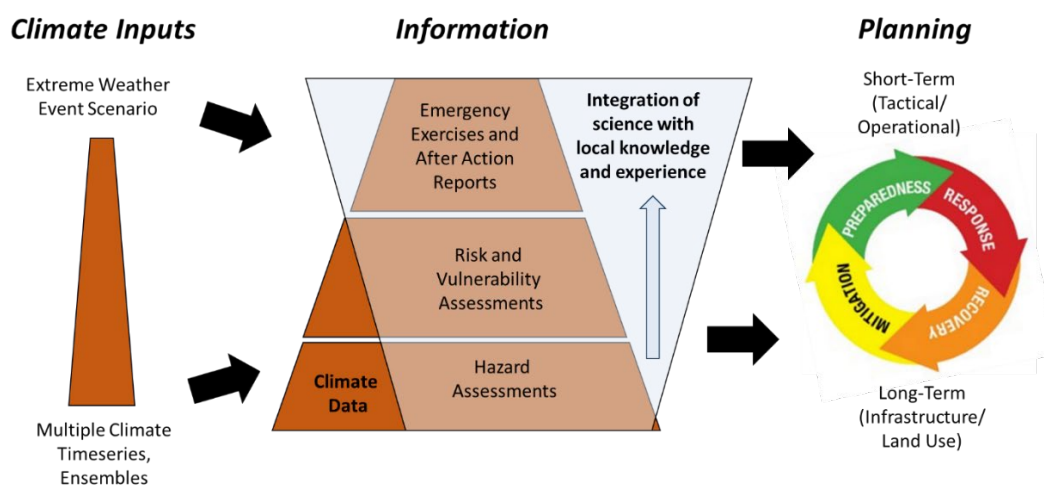 Climate Inputs
Information
Planning
Extreme Weather
Event Scenario
Multiple Climate
Timeseries,
Ensembles
Emergency
Exercises and
After Action
Reports
Integration of
science with
local knowledge
and experience
Risk and
Vulnerability
Assessments
Climate
Data
Hazard
Assessments
Short-Term
(Tactical/
Operational)
PREPAREDNESS
RESPONSE
RECOVERY
MITIGATION
Long-Term
(Infrastructure/
Land Use)